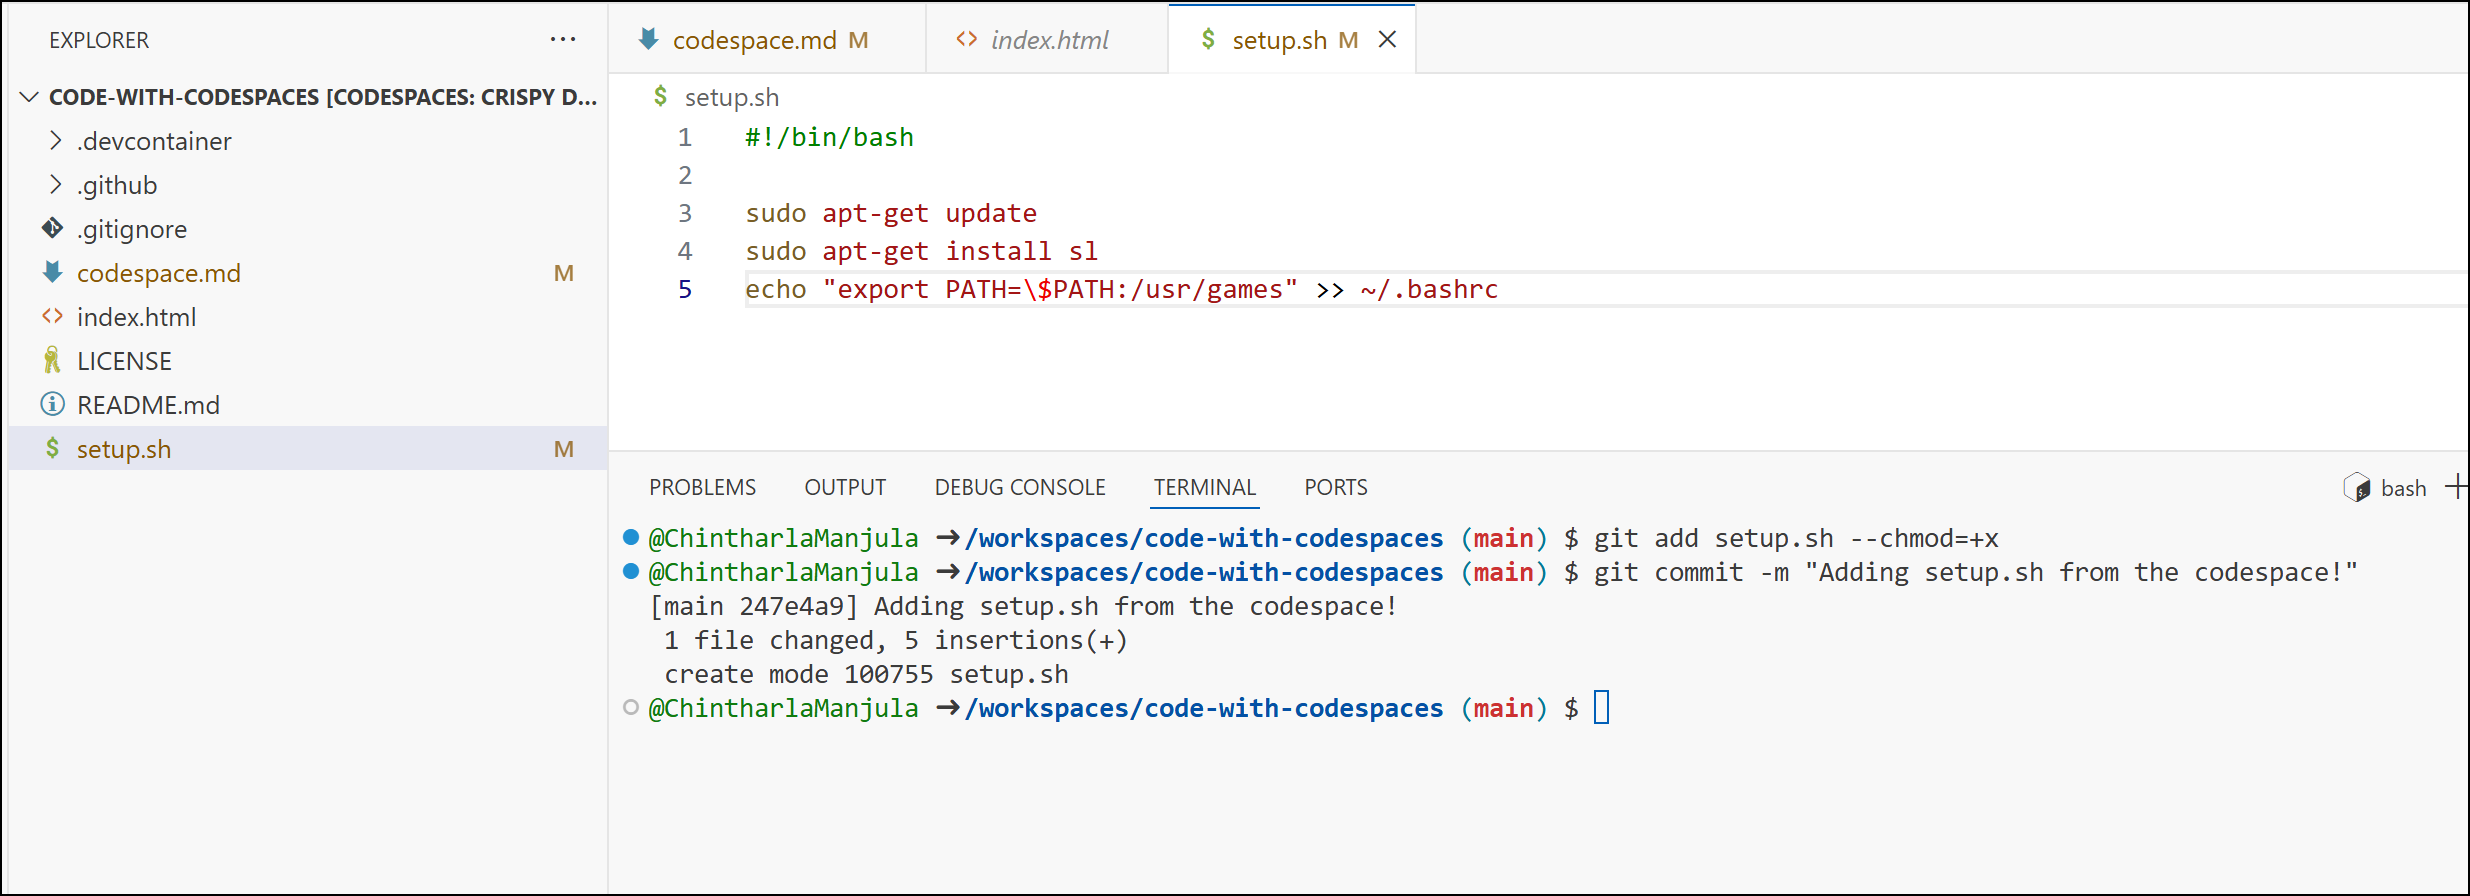 EXPLORER
CODE-WITH-CODESPACES [CODESPACES: CRISPY D...
.devcontainer
.github
.gitignore
codespace.md M
index.html
LICENSE
README.md
setup.sh M
codespace.md M
index.html
setup.sh M
setup.sh
1 #!/bin/bash
2
3 sudo apt-get update
4 sudo apt-get install sl
5 echo "export PATH=\$PATH:/usr/games" >> ~/.bashrc
PROBLEMS OUTPUT DEBUG CONSOLE TERMINAL PORTS
bash
@ChintharlaManjula ➜/workspaces/code-with-codespaces (main) $ git add setup.sh --chmod=+x
@ChintharlaManjula ➜/workspaces/code-with-codespaces (main) $ git commit -m "Adding setup.sh from the codespace!"
[main 247e4a9] Adding setup.sh from the codespace!
1 file changed, 5 insertions(+)
create mode 100755 setup.sh
@ChintharlaManjula ➜/workspaces/code-with-codespaces (main) $